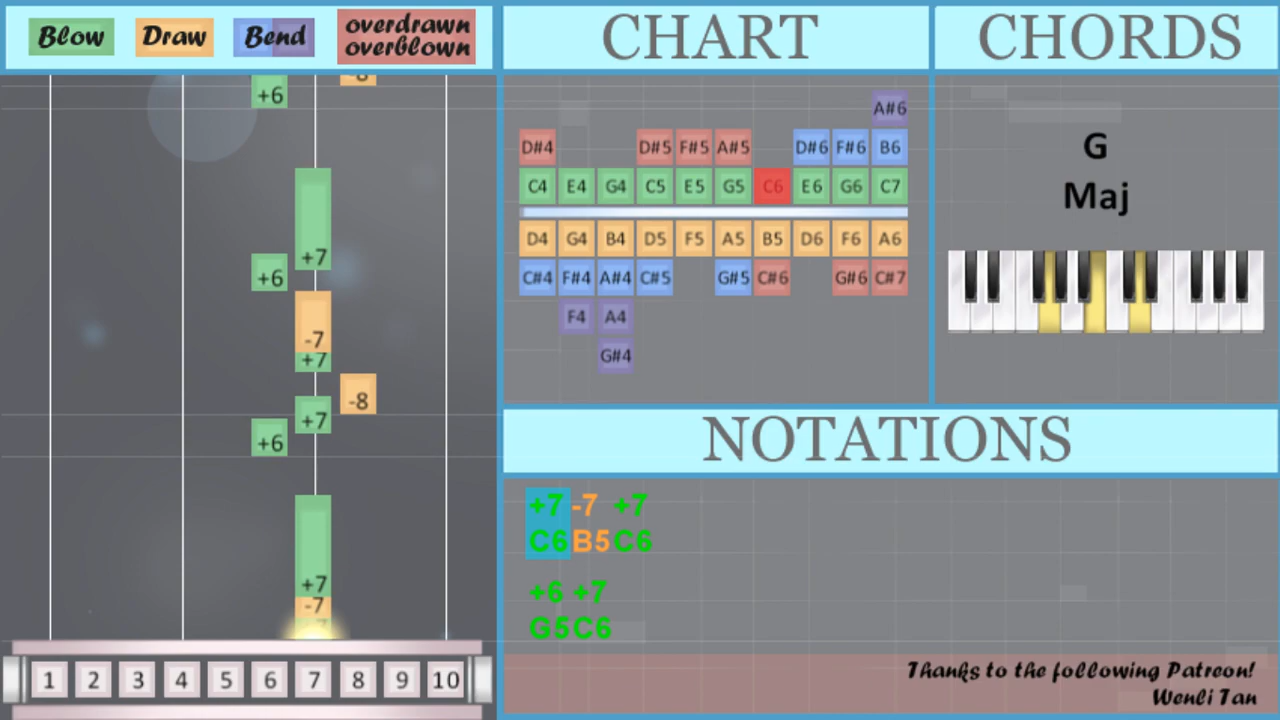 Blow Draw Bend overdrawn
overblown
CHART
CHORDS
+6 -8
+7
+6
-7
+7
-8
+7
+6
+7
-7
1 2 3 4 5 6 7 8 9 10
A#6
D#4 D#5 F#5 A#5 D#6 F#6 B6
C4 E4 G4 C5 E5 G5 C6 E6 G6 C7
D4 G4 B4 D5 F5 A5 B5 D6 F6 A6
C#4 F#4 A#4 C#5 G#5 C#6 G#6 C#7
F4 A4
G#4
G
Maj
NOTATIONS
+7 -7 +7
C6 B5 C6
+6 +7
G5 C6
Thanks to the following Patreon!
Wenli Tan